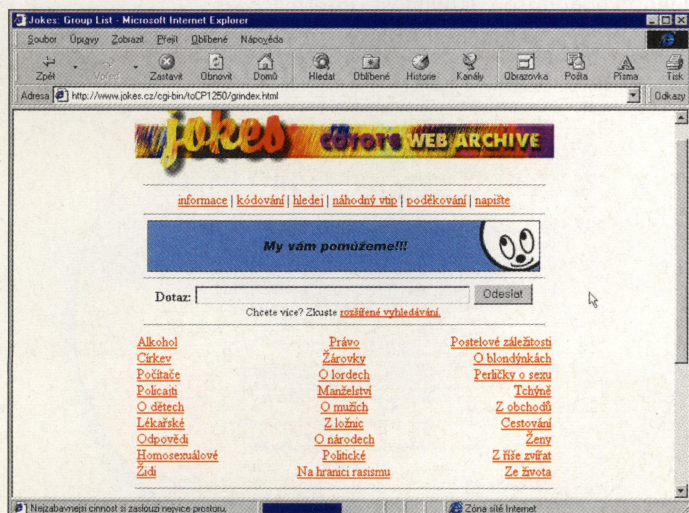 Jokes: Group List - Microsoft Internet Explorer
Soubor Úpravy Zobrazit Přejít Oblíbené Nápověda
Zpět Vpřed Zastavit Obnovit Domů Hledat Oblíbené Historie Kanály Obrazovka Pošta Písma Tisk
Adresa http://www.jokes.cz/cgi-bin/toCP1250/grindex.html Odkazy
jokes WEB ARCHIVE
informace | kódování | hledej | náhodný vtip | poděkování | napište
My vám pomůžeme!!!
Dotaz: Odeslat
Chcete více? Zkuste rozšířené vyhledávání.
Alkohol Právo Postelové záležitosti
Církev Žárovky O blondýnkách
Počítače O lordech Perličky o sexu
Policajti Manželství Tchýně
O dětech O mužích Z obchodů
Lékařské Z ložnic Cestování
Odpovědi O národech Ženy
Homosexuálové Politické Z říše zvířat
Židi Na hranici rasismu Ze života
Nejzabavnejsi cinnost si zaslouzi nejvice prostoru. Zóna sítě Internet